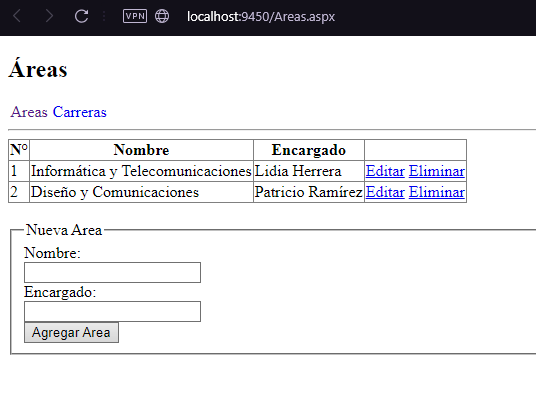 VPN localhost:9450/Areas.aspx
Áreas
Areas Carreras
N° Nombre Encargado
1 Informática y Telecomunicaciones Lidia Herrera Editar Eliminar
2 Diseño y Comunicaciones Patricio Ramírez Editar Eliminar
Nueva Area
Nombre:
Encargado:
Agregar Area